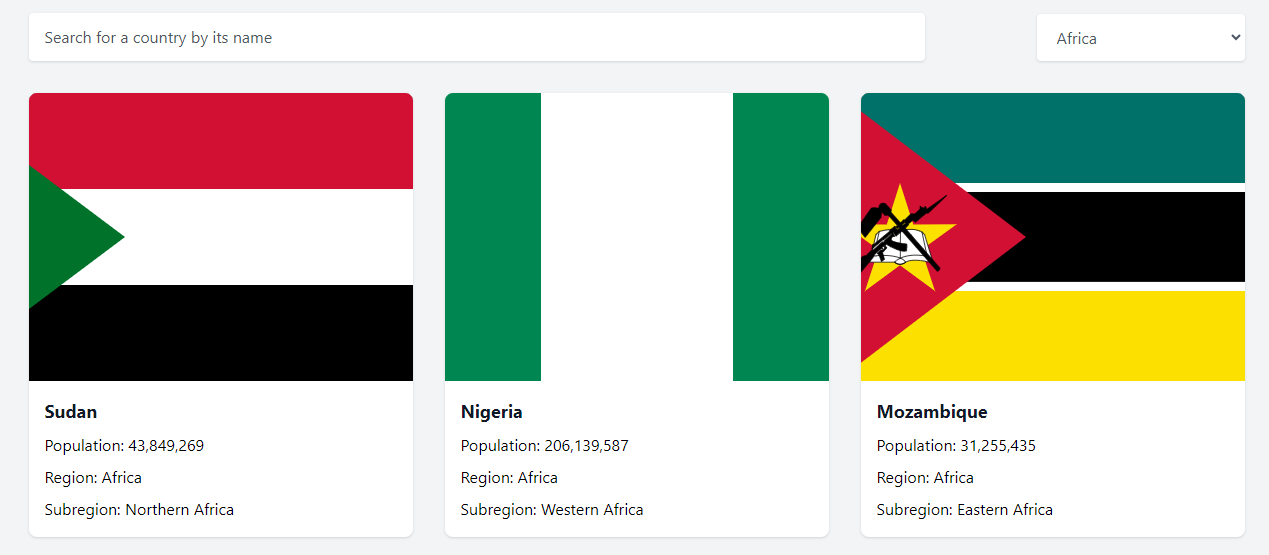 Search for a country by its name
Africa
Sudan
Population: 43,849,269
Region: Africa
Subregion: Northern Africa
Nigeria
Population: 206,139,587
Region: Africa
Subregion: Western Africa
Mozambique
Population: 31,255,435
Region: Africa
Subregion: Eastern Africa